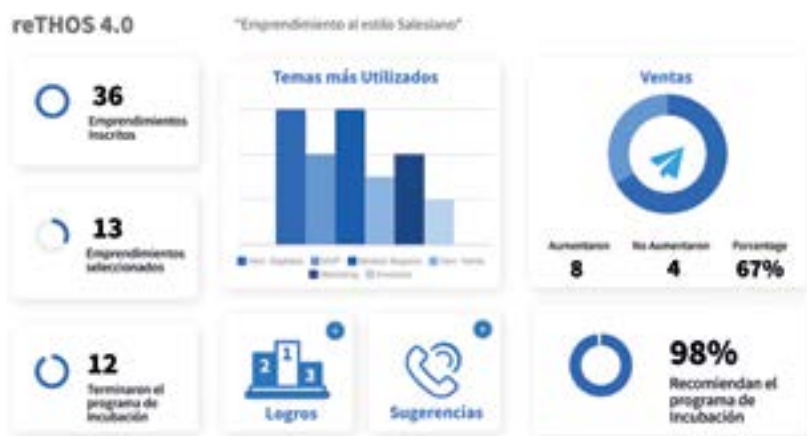 reTHOS 4.0
"Emprendimiento al estilo Salesiano"
36
Emprendimientos
Inscritos
13
Emprendimientos
seleccionados
12
Terminaron el
programa de
Incubación
Temas más Utilizados
Marketing
2
1
3
Logros
Sugerencias
Ventas
Aumentaron
No Aumentaron
Porcentage
8
4
67%
98%
Recomiendan el
programa de
Incubación